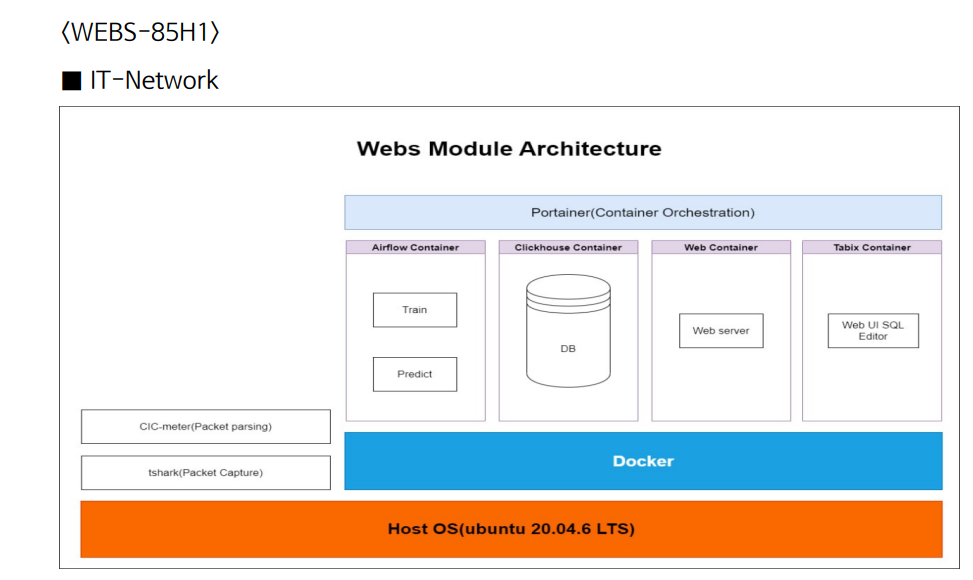 〈WEBS-85H1〉
■ IT-Network
Webs Module Architecture
Portainer(Container Orchestration)
Airflow Container
Clickhouse Container
Web Container
Tabix Container
Train
Predict
DB
Web server
Web UI SQL
Editor
CIC-meter(Packet parsing)
tshark(Packet Capture)
Docker
Host OS(ubuntu 20.04.6 LTS)